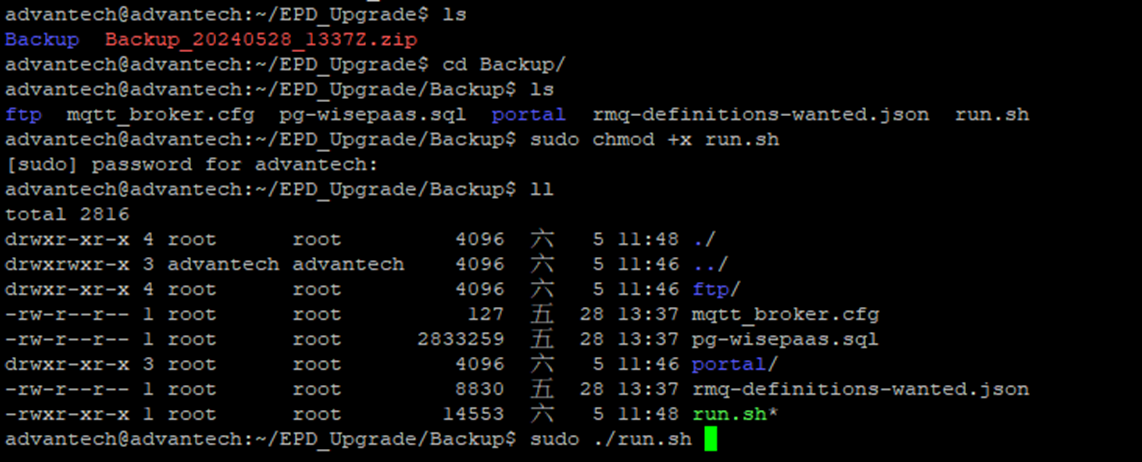 advantech@advantech:~/EPD_Upgrade$ ls
Backup  Backup_20240528_1337Z.zip
advantech@advantech:~/EPD_Upgrade$ cd Backup/
advantech@advantech:~/EPD_Upgrade/Backup$ ls
ftp  mqtt_broker.cfg  pg-wisepaas.sql  portal  rmq-definitions-wanted.json  run.sh
advantech@advantech:~/EPD_Upgrade/Backup$ sudo chmod +x run.sh
[sudo] password for advantech:
advantech@advantech:~/EPD_Upgrade/Backup$ ll
total 2816
drwxr-xr-x 4 root      root         4096  六   5 11:48 ./
drwxrwxr-x 3 advantech advantech    4096  六   5 11:46 ../
drwxr-xr-x 4 root      root         4096  六   5 11:46 ftp/
-rw-r--r-- 1 root      root          127  五  28 13:37 mqtt_broker.cfg
-rw-r--r-- 1 root      root      2833259  五  28 13:37 pg-wisepaas.sql
drwxr-xr-x 3 root      root         4096  六   5 11:46 portal/
-rw-r--r-- 1 root      root         8830  五  28 13:37 rmq-definitions-wanted.json
-rwxr-xr-x 1 root      root        14553  六   5 11:48 run.sh*
advantech@advantech:~/EPD_Upgrade/Backup$ sudo ./run.sh